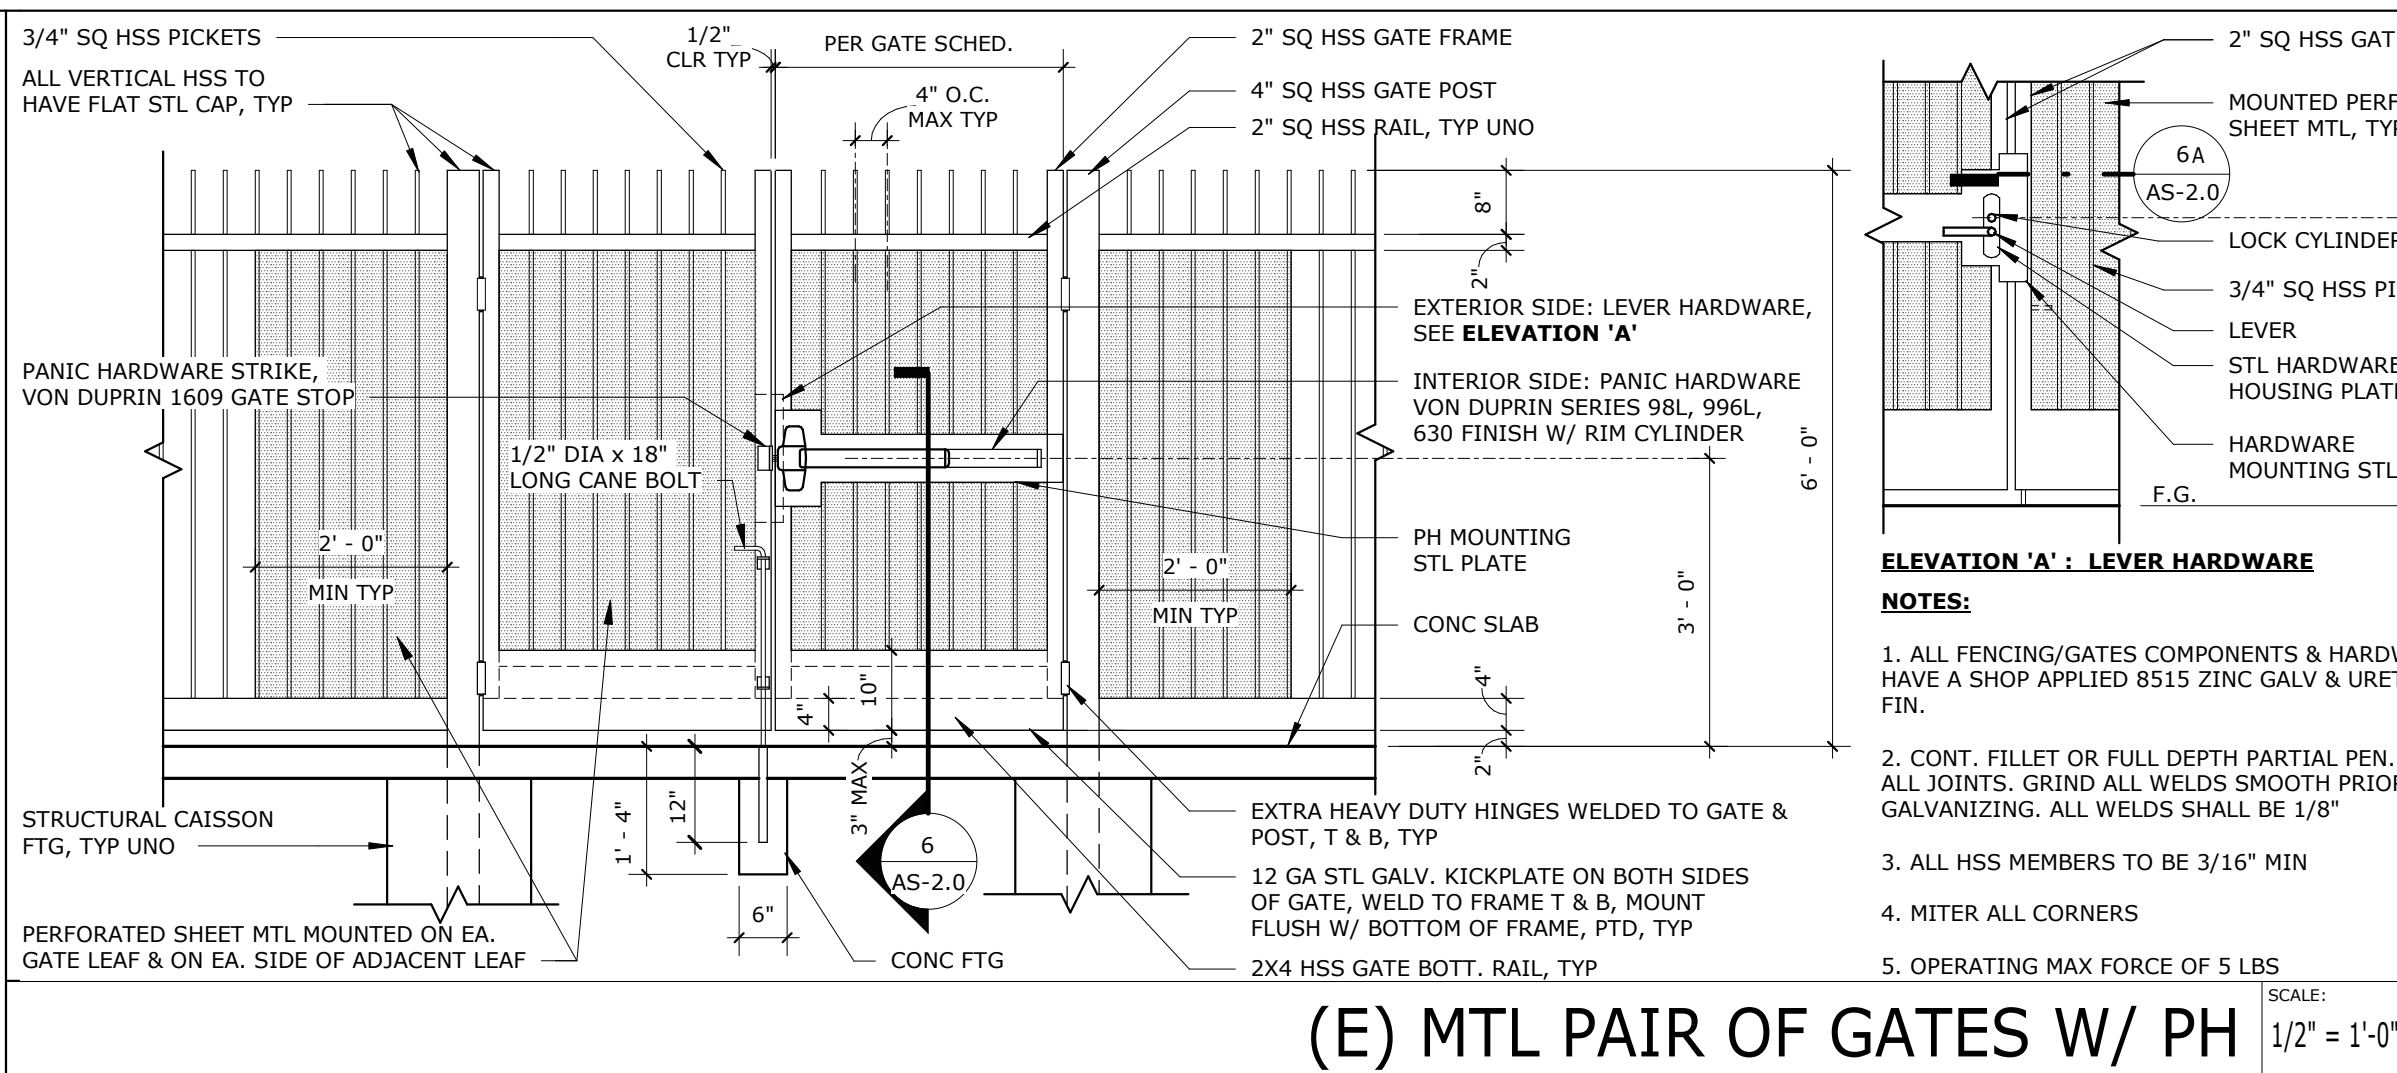 3/4" SQ HSS PICKETS
ALL VERTICAL HSS TO
HAVE FLAT STL CAP, TYP
1/2"
CLR TYP
PER GATE SCHED.
4" O.C.
MAX TYP
2" SQ HSS GATE FRAME
4" SQ HSS GATE POST
2" SQ HSS RAIL, TYP UNO
8"
2"
EXTERIOR SIDE: LEVER HARDWARE,
SEE ELEVATION 'A'
INTERIOR SIDE: PANIC HARDWARE
VON DUPRIN SERIES 98L, 996L,
630 FINISH W/ RIM CYLINDER
PANIC HARDWARE STRIKE,
VON DUPRIN 1609 GATE STOP
1/2" DIA x 18"
LONG CANE BOLT
6' - 0"
PH MOUNTING
STL PLATE
2' - 0"
MIN TYP
2' - 0"
MIN TYP
3' - 0"
CONC SLAB
4"
10"
4"
2"
3" MAX
1' - 4"
12"
6"
6
AS-2.0
STRUCTURAL CAISSON
FTG, TYP UNO
EXTRA HEAVY DUTY HINGES WELDED TO GATE &
POST, T & B, TYP
12 GA STL GALV. KICKPLATE ON BOTH SIDES
OF GATE, WELD TO FRAME T & B, MOUNT
FLUSH W/ BOTTOM OF FRAME, PTD, TYP
2X4 HSS GATE BOTT. RAIL, TYP
PERFORATED SHEET MTL MOUNTED ON EA.
GATE LEAF & ON EA. SIDE OF ADJACENT LEAF
CONC FTG
2" SQ HSS GAT
MOUNTED PERF
SHEET MTL, TYP
6A
AS-2.0
LOCK CYLINDER
3/4" SQ HSS PI
LEVER
STL HARDWARE
HOUSING PLATE
HARDWARE
MOUNTING STL
F.G.
ELEVATION 'A' : LEVER HARDWARE
NOTES:
1. ALL FENCING/GATES COMPONENTS & HARDW
HAVE A SHOP APPLIED 8515 ZINC GALV & URET
FIN.
2. CONT. FILLET OR FULL DEPTH PARTIAL PEN.
ALL JOINTS. GRIND ALL WELDS SMOOTH PRIOR
GALVANIZING. ALL WELDS SHALL BE 1/8"
3. ALL HSS MEMBERS TO BE 3/16" MIN
4. MITER ALL CORNERS
5. OPERATING MAX FORCE OF 5 LBS
(E) MTL PAIR OF GATES W/ PH
SCALE:
1/2" = 1'-0"